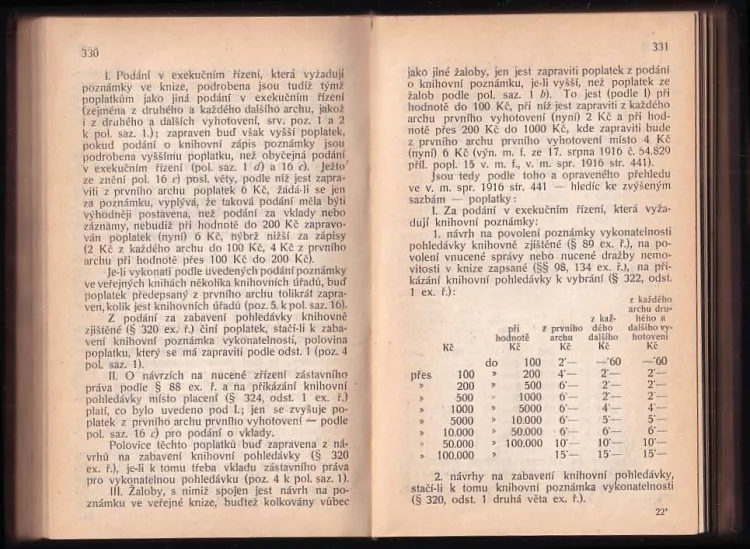 330
I. Podání v exekučním řízení, která vyžadují
poznámky ve knize, podrobena jsou tudíž týmž
poplatkům jako jiná podání v exekučním řízení
(zejména z druhého a každého dalšího archu, jakož
i z druhého a dalších vyhotovení, srv. poz. 1 a 2
k pol. saz. 1.); zapraven buď však vyšší poplatek,
pokud podání o knihovní zápis poznámky jsou
podrobena vyššímu poplatku, než obyčejná podání
v exekučním řízení (pol. saz. 1 d) a 16 c). Ježto
ze znění pol. 16 c) posl. věty, podle níž jest zapra-
viti z prvního archu poplatek 6 Kč, žádá-li se jen
za poznámku, vyplývá, že taková podání měla býti
výhodněji postavena, než podání za vklady nebo
záznamy, nebudiž při hodnotě do 200 Kč zapravo-
ván poplatek (nyní) 6 Kč, nýbrž nižší za zápisy
(2 Kč z každého archu do 100 Kč, 4 Kč z prvního
archu při hodnotě přes 100 Kč do 200 Kč).
Je-li vykonati podle uvedených podání poznámky
ve veřejných knihách několika knihovních úřadů, buď
poplatek předepsaný z prvního archu tolikrát zapra-
ven, kolik jest knihovních úřadů (poz. 5. k pol. saz. 16).
Z podání za zabavení pohledávky knihovně
zjištěné (§ 320 ex. ř.) činí poplatek, stačí-li k zaba-
vení knihovní poznámka vykonatelnosti, polovina
poplatku, který se má zapraviti podle odst. 1 (poz. 4
pol. saz. 1).
II. O návrzích na nucené zřízení zástavního
práva podle § 88 ex. ř. a na přikázání knihovní
pohledávky místo placení (§ 324, odst. 1 ex. ř.)
platí, co bylo uvedeno pod I.; jen se zvyšuje po-
platek z prvního archu prvního vyhotovení — podle
pol. saz. 16 c) pro podání o vklady.
Polovice těchto poplatků buď zapravena z ná-
vrhů na zabavení knihovní pohledávky (§ 320
ex. ř.), je-li k tomu třeba vkladu zástavního práva
pro vykonatelnou pohledávku (poz. 4 k pol. saz. 1).
III. Žaloby, s nimiž spojen jest návrh na po-
známku ve veřejné knize, buďtež kolkovány vůbec
331
jako jiné žaloby, jen jest zapraviti poplatek z podání
o knihovní poznámku, je-li vyšší, než poplatek ze
žalob podle pol. saz. 1 b). To jest (podle I) při
hodnotě do 100 Kč, při níž jest zapraviti z každého
archu prvního vyhotovení (nyní) 2 Kč a při hod-
notě přes 200 Kč do 1000 Kč, kde zapraviti bude
z prvního archu prvního vyhotovení místo 4 Kč
(nyní) 6 Kč (výn. m. f. ze 17. srpna 1916 č. 54.829
příl. popl. 15 v. m. f., v. m. spr. 1916 str. 441).
Jsou tedy podle toho a opraveného přehledu
ve v. m. spr. 1916 str. 441 — hledíc ke zvýšeným
sazbám — poplatky:
I. Za podání v exekučním řízení, která vyža-
dují knihovní poznámky:
1. návrh na povolení poznámky vykonatelnosti
pohledávky knihovně zjištěné (§ 89 ex. ř.), na po-
volení vnucené správy nebo nucené dražby nemo-
vitosti v knize zapsané (§§ 98, 134 ex. ř.), na při-
kázání knihovní pohledávky k vybrání (§ 322, odst.
1 ex. ř.):
z každého
archu dru-
z kaž- hého a
při z prvního dého dalšího vy-
hodnotě archu dalšího hotovení
Kč Kč Kč Kč Kč
do 100 2·— —·60 —·60
přes 100 » 200 4·— 2·— 2·—
» 200 » 500 6·— 2·— 2·—
» 500 » 1000 6·— 2·— 2·—
» 1000 » 5000 6·— 4·— 4·—
» 5000 » 10.000 6·— 5·— 5·—
» 10.000 » 50.000 6·— 6·— 6·—
» 50.000 » 100.000 10·— 10·— 10·—
» 100.000 » 15·— 15·— 15·—
2. návrhy na zabavení knihovní pohledávky,
stačí-li k tomu knihovní poznámka vykonatelnosti
(§ 320, odst. 1 druhá věta ex. ř.).
22*